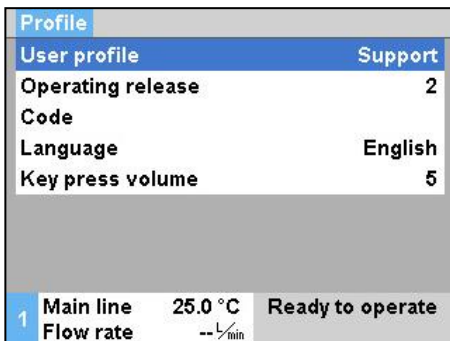 Profile
User profile Support
Operating release 2
Code
Language English
Key press volume 5
1 Main line 25.0 °C Ready to operate
Flow rate -- L/min